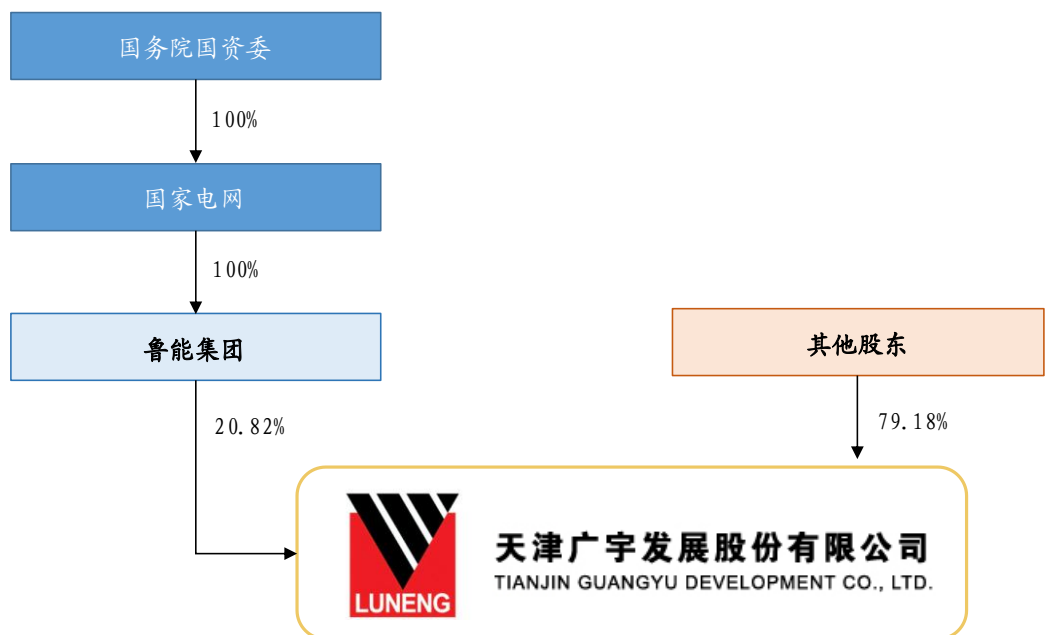 国务院国资委
100%
国家电网
100%
鲁能集团
其他股东
20.82%
79.18%
LUNENG
天津广宇发展股份有限公司
TIANJIN GUANGYU DEVELOPMENT CO., LTD.